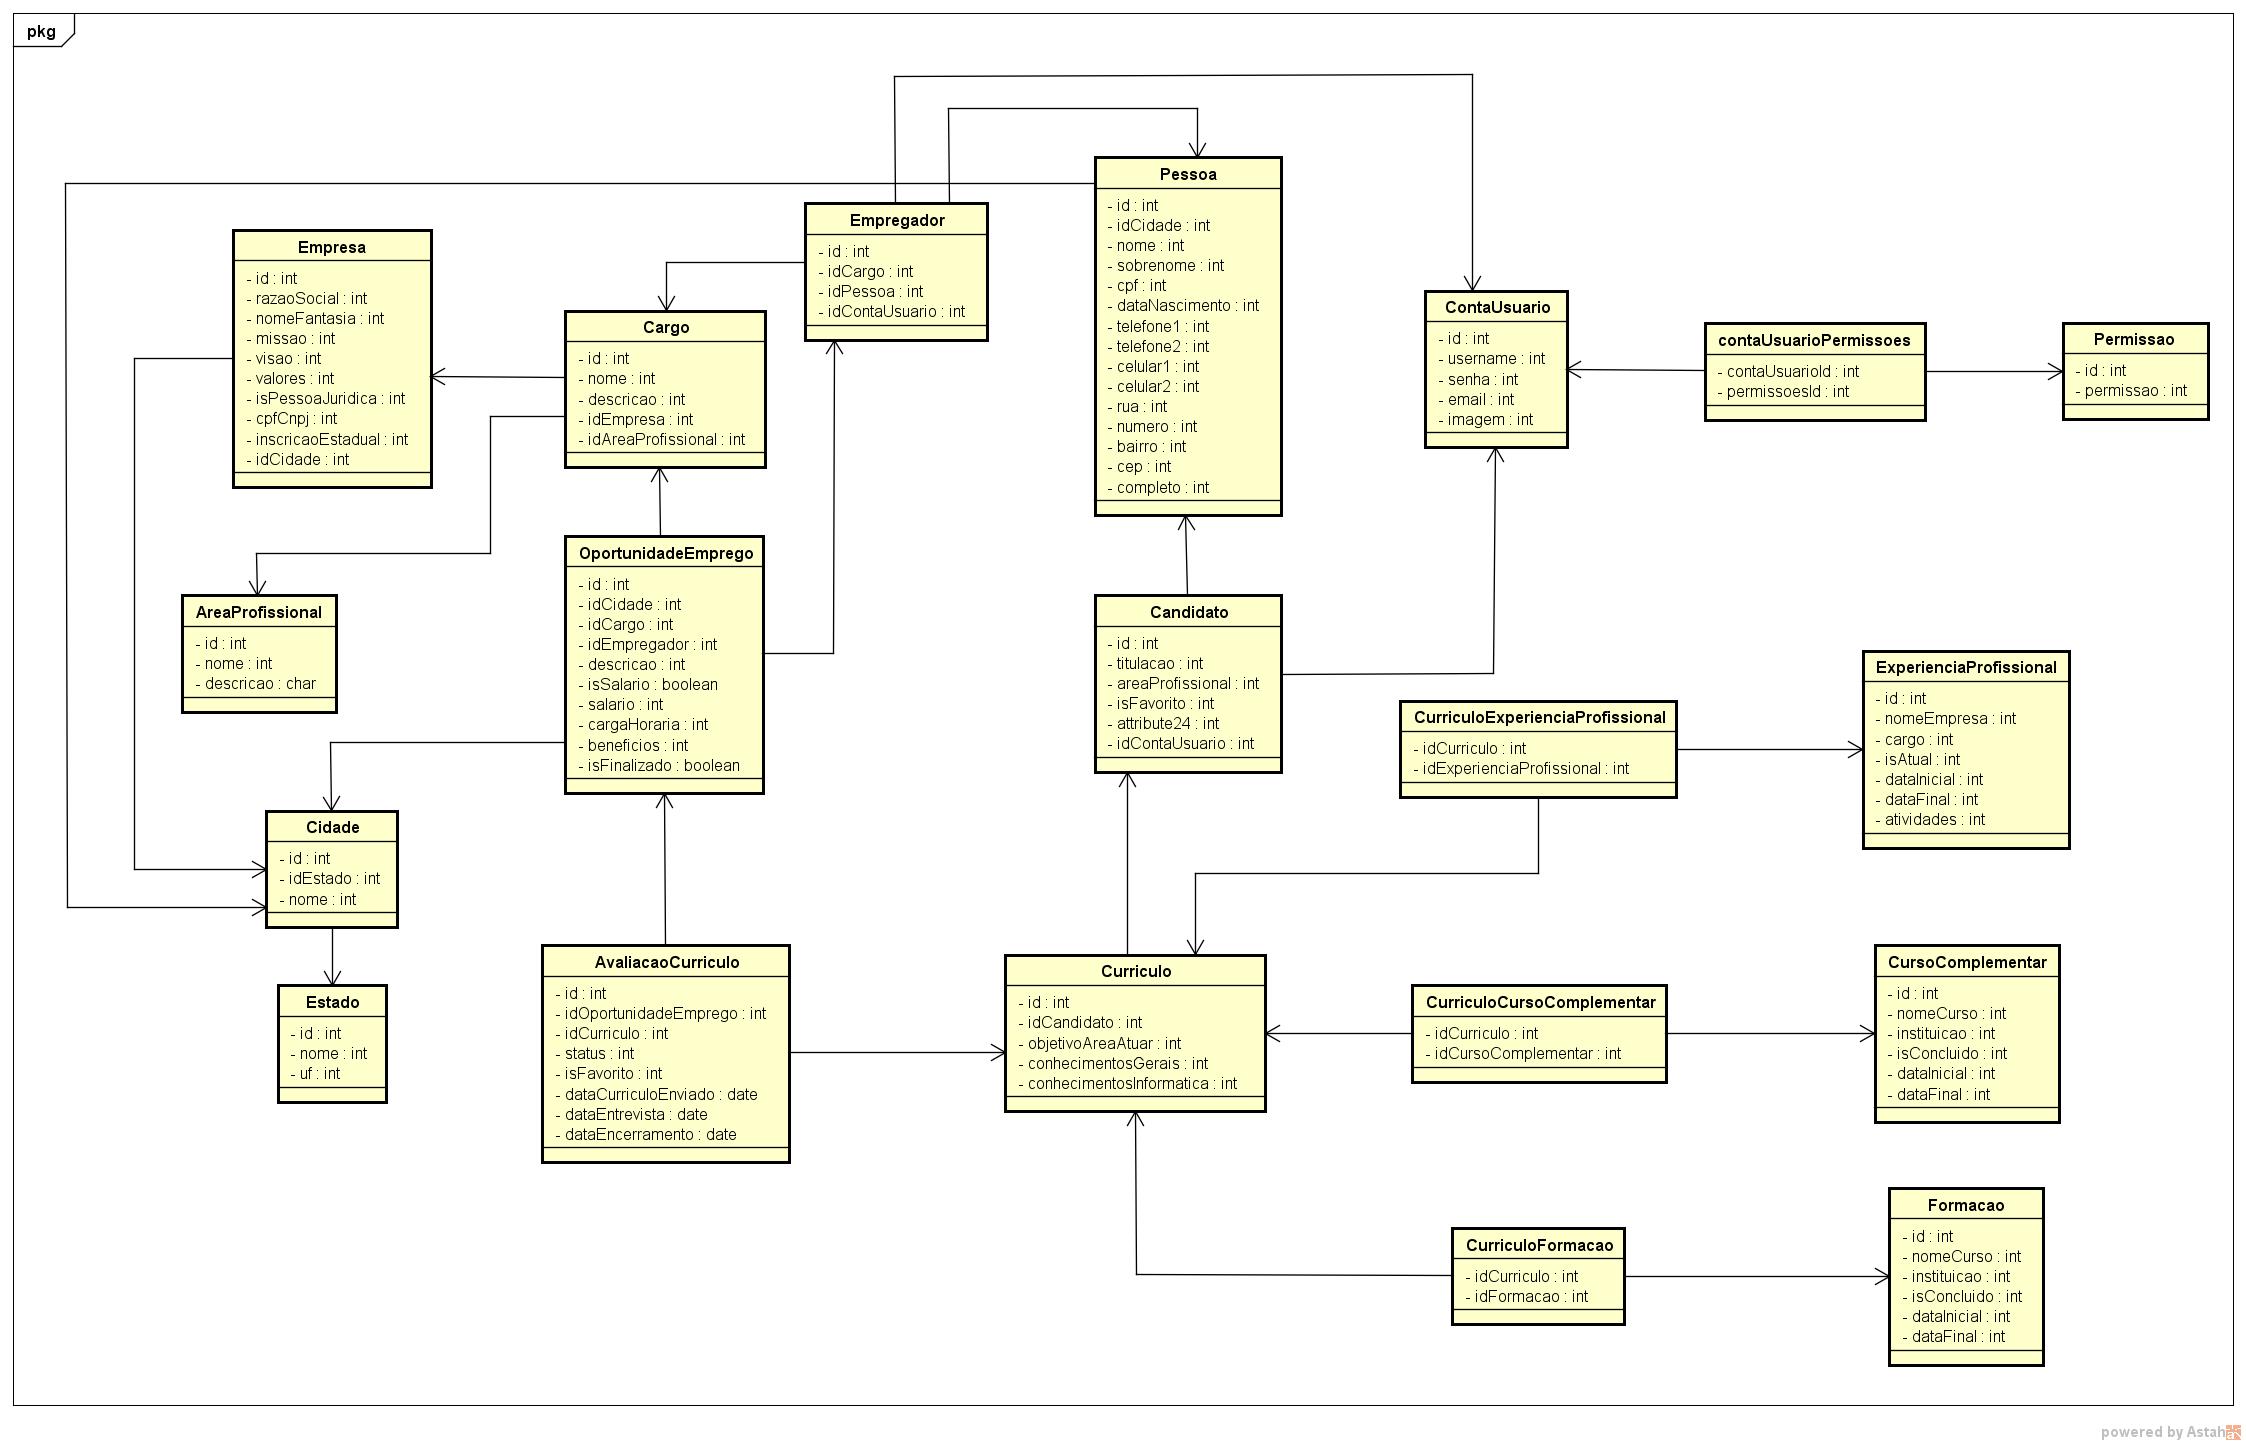 pkg
Pessoa
- id : int
- idCidade : int
- nome : int
- sobrenome : int
- cpf : int
- dataNascimento : int
- telefone1 : int
- telefone2 : int
- celular1 : int
- celular2 : int
- rua : int
- numero : int
- bairro : int
- cep : int
- completo : int
Empregador
- id : int
- idCargo : int
- idPessoa : int
- idContaUsuario : int
Empresa
- id : int
- razaoSocial : int
- nomeFantasia : int
- missao : int
- visao : int
- valores : int
- isPessoaJuridica : int
- cpfCnpj : int
- inscricaoEstadual : int
- idCidade : int
Cargo
- id : int
- nome : int
- descricao : int
- idEmpresa : int
- idAreaProfissional : int
ContaUsuario
- id : int
- username : int
- senha : int
- email : int
- imagem : int
contaUsuarioPermissoes
- contaUsuarioId : int
- permissoesId : int
Permissao
- id : int
- permissao : int
OportunidadeEmprego
- id : int
- idCidade : int
- idCargo : int
- idEmpregador : int
- descricao : int
- isSalario : boolean
- salario : int
- cargaHoraria : int
- beneficios : int
- isFinalizado : boolean
AreaProfissional
- id : int
- nome : int
- descricao : char
Candidato
- id : int
- titulacao : int
- areaProfissional : int
- isFavorito : int
- attribute24 : int
- idContaUsuario : int
ExperienciaProfissional
- id : int
- nomeEmpresa : int
- cargo : int
- isAtual : int
- dataInicial : int
- dataFinal : int
- atividades : int
CurriculoExperienciaProfissional
- idCurriculo : int
- idExperienciaProfissional : int
Cidade
- id : int
- idEstado : int
- nome : int
AvaliacaoCurriculo
- id : int
- idOportunidadeEmprego : int
- idCurriculo : int
- status : int
- isFavorito : int
- dataCurriculoEnviado : date
- dataEntrevista : date
- dataEncerramento : date
Curriculo
- id : int
- idCandidato : int
- objetivoAreaAtuar : int
- conhecimentosGerais : int
- conhecimentosInformatica : int
CursoComplementar
- id : int
- nomeCurso : int
- instituicao : int
- isConcluido : int
- dataInicial : int
- dataFinal : int
CurriculoCursoComplementar
- idCurriculo : int
- idCursoComplementar : int
Estado
- id : int
- nome : int
- uf : int
Formacao
- id : int
- nomeCurso : int
- instituicao : int
- isConcluido : int
- dataInicial : int
- dataFinal : int
CurriculoFormacao
- idCurriculo : int
- idFormacao : int
powered by Astah